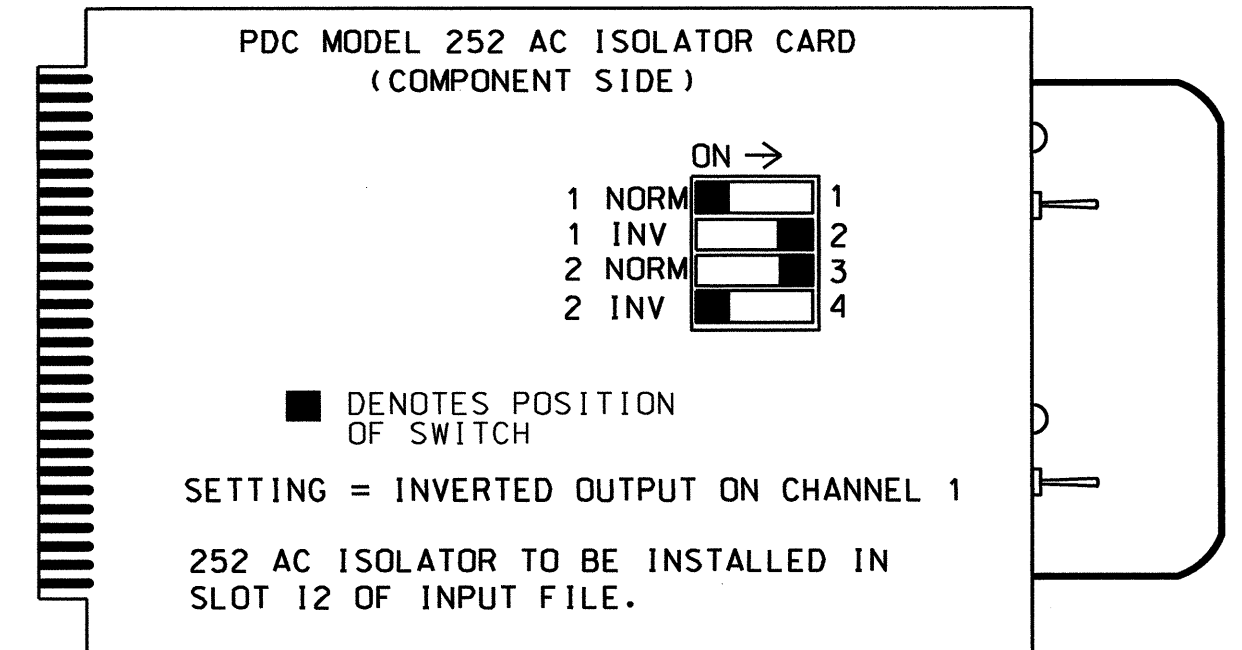 PDC MODEL 252 AC ISOLATOR CARD
(COMPONENT SIDE)
ON →
1 NORM 1
1 INV 2
2 NORM 3
2 INV 4
DENOTES POSITION
OF SWITCH
SETTING = INVERTED OUTPUT ON CHANNEL 1
252 AC ISOLATOR TO BE INSTALLED IN
SLOT I2 OF INPUT FILE.